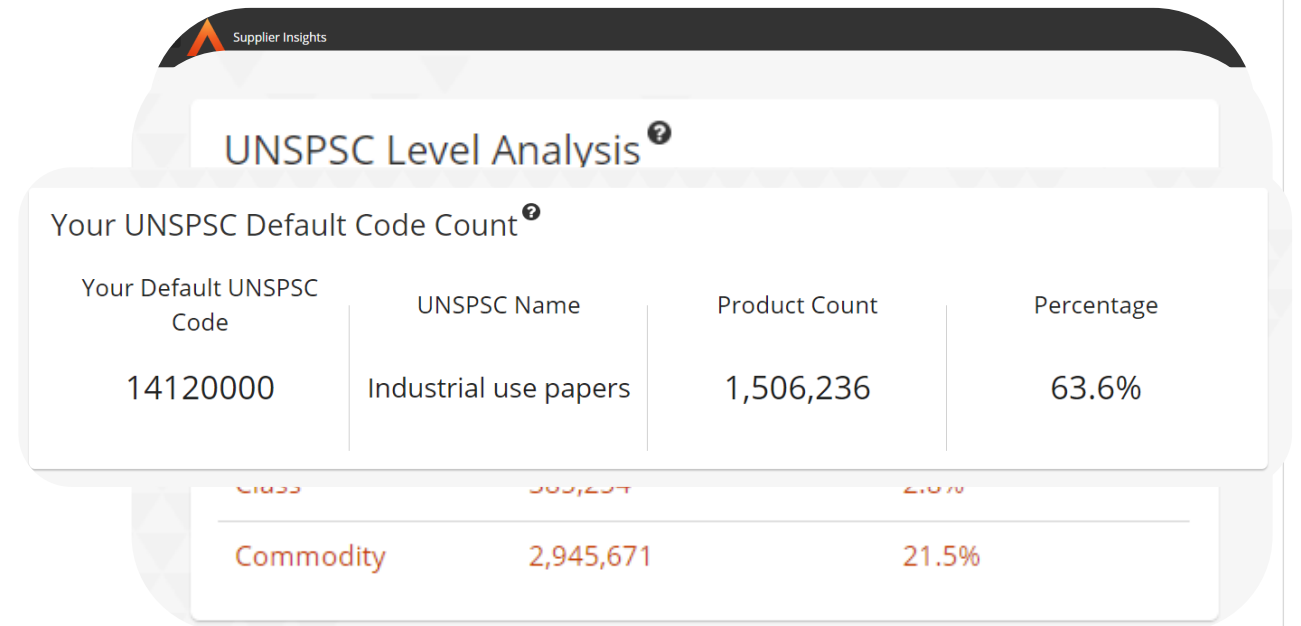 Supplier Insights
UNSPSC Level Analysis
Your UNSPSC Default Code Count
Your Default UNSPSC
Code
UNSPSC Name
Product Count
Percentage
14120000
Industrial use papers
1,506,236
63.6%
Class
Commodity
2,945,671
21.5%